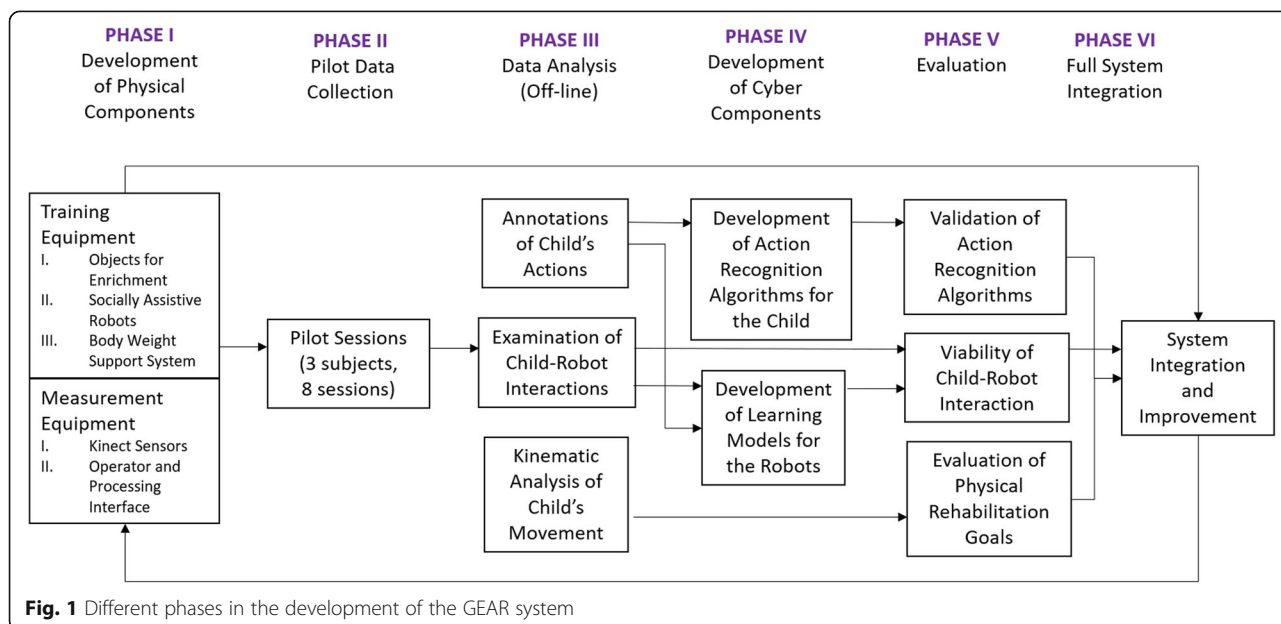 PHASE I
Development
of Physical
Components
PHASE II
Pilot Data
Collection
PHASE III
Data Analysis
(Off-line)
PHASE IV
Development
of Cyber
Components
PHASE V
Evaluation
PHASE VI
Full System
Integration
Training
Equipment
I. Objects for
Enrichment
II. Socially Assistive
Robots
III. Body Weight
Support System
Measurement
Equipment
I. Kinect Sensors
II. Operator and
Processing
Interface
Pilot Sessions
(3 subjects,
8 sessions)
Annotations
of Child's
Actions
Examination of
Child-Robot
Interactions
Kinematic
Analysis of
Child's
Movement
Development
of Action
Recognition
Algorithms for
the Child
Development
of Learning
Models for
the Robots
Validation of
Action
Recognition
Algorithms
Viability of
Child-Robot
Interaction
Evaluation of
Physical
Rehabilitation
Goals
System
Integration
and
Improvement
Fig. 1 Different phases in the development of the GEAR system